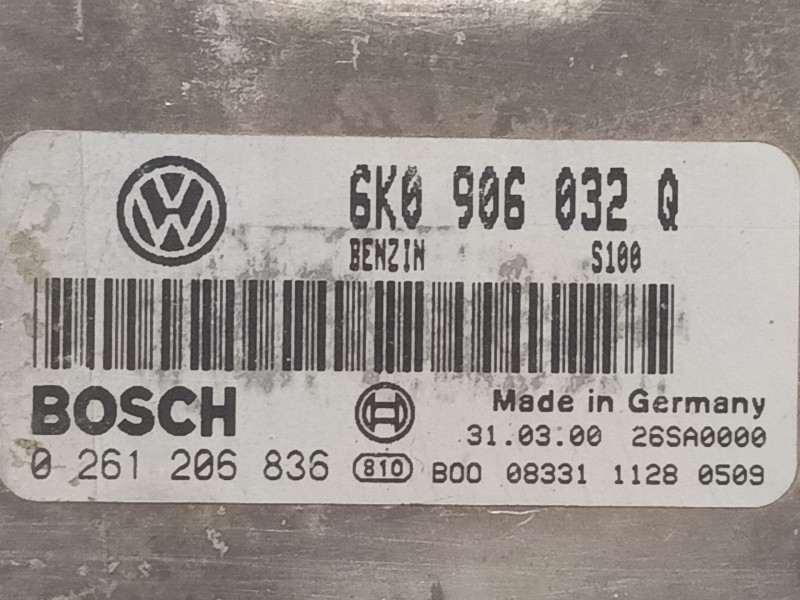 6K0 906 032 Q
BENZIN S100
BOSCH
Made in Germany
31.03.00 26SA0000
0 261 206 836 810 B00 08331 1128 0509